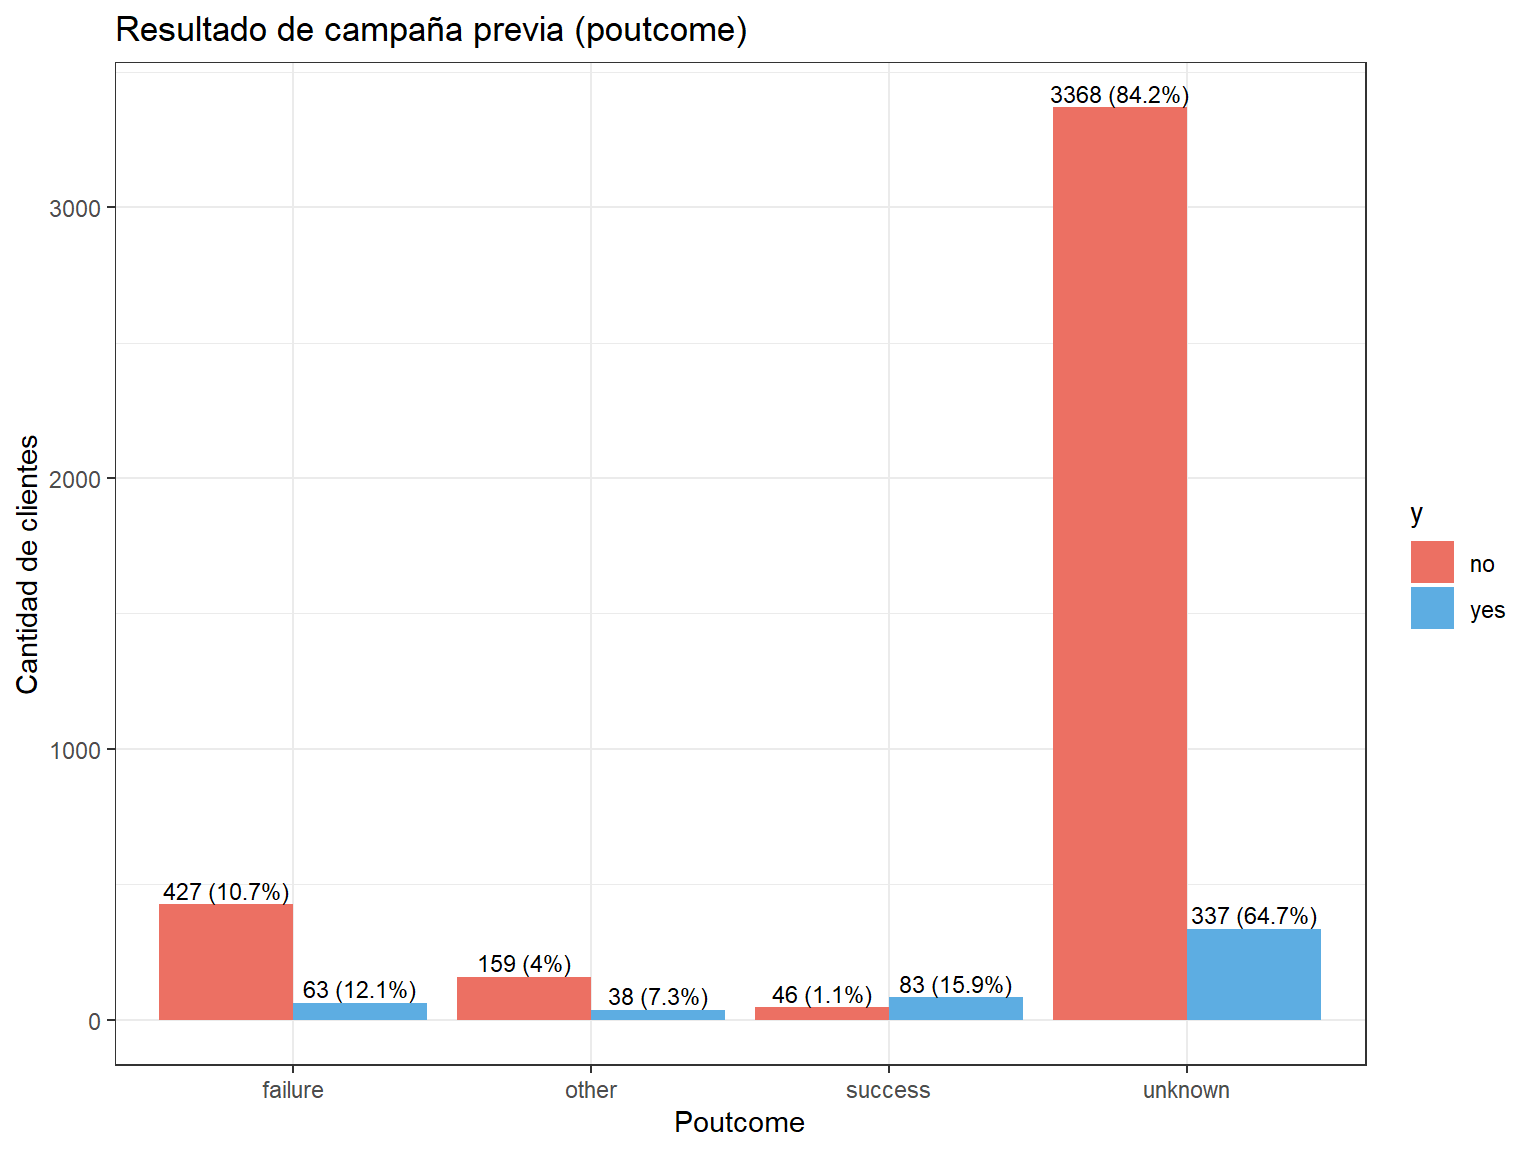 Resultado de campaña previa (poutcome)
3368 (84.2%)
3000
2000
1000
0
Cantidad de clientes
427 (10.7%)
63 (12.1%)
159 (4%)
38 (7.3%)
46 (1.1%)
83 (15.9%)
337 (64.7%)
failure
other
success
unknown
Poutcome
y
no
yes